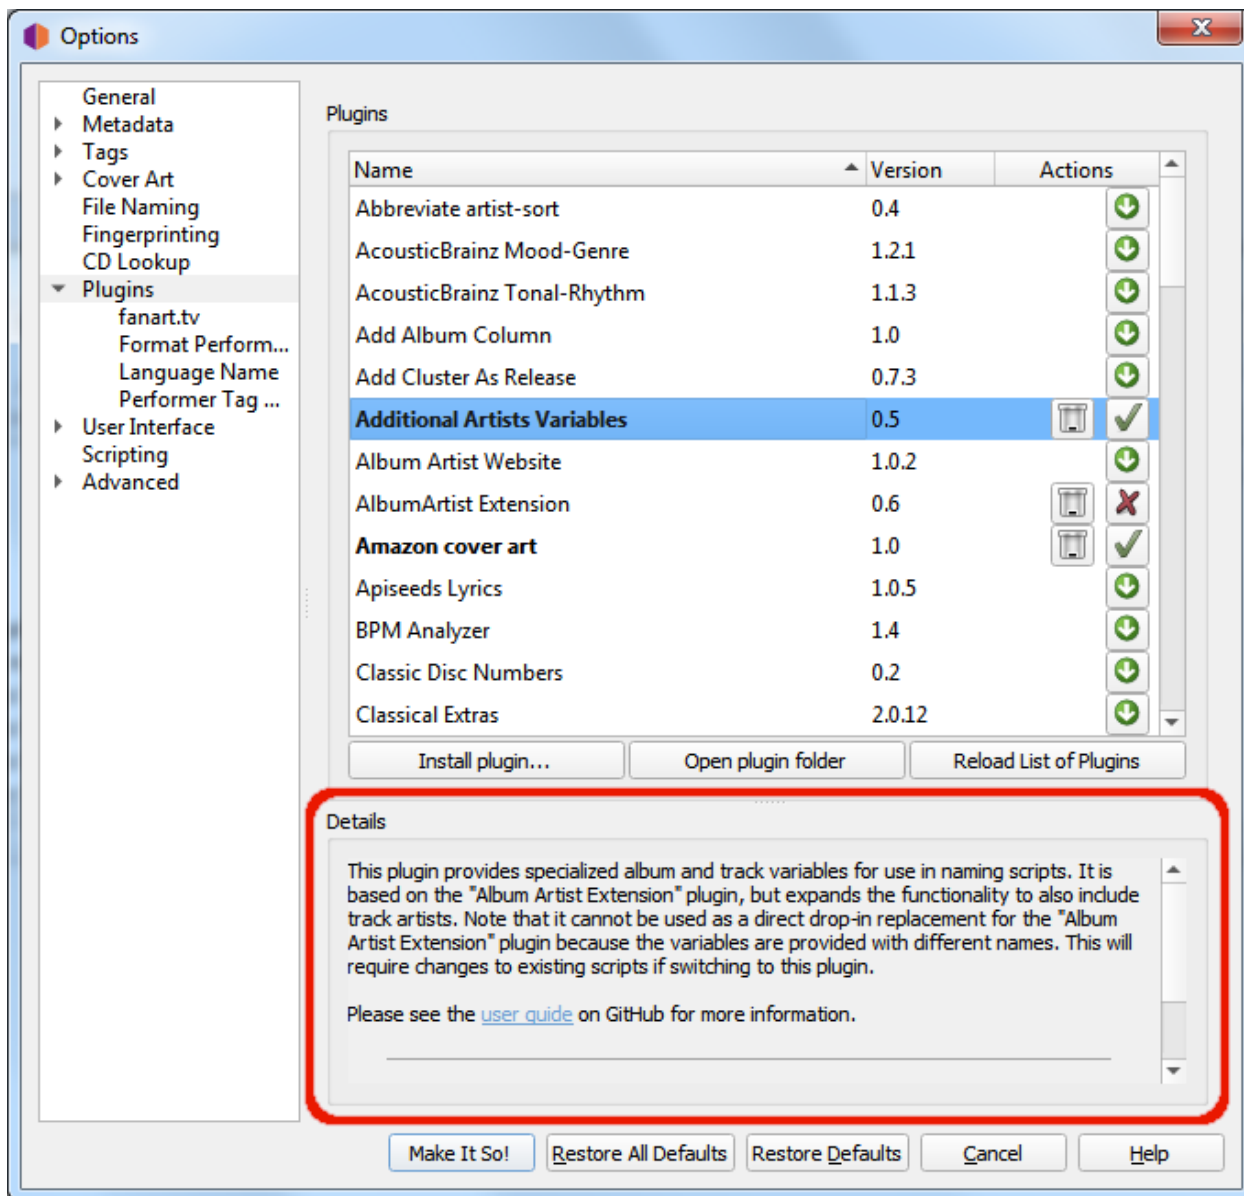 Options
General
Metadata
Tags
Cover Art
File Naming
Fingerprinting
CD Lookup
Plugins
fanart.tv
Format Perform...
Language Name
Performer Tag ...
User Interface
Scripting
Advanced
Plugins
Name Version Actions
Abbreviate artist-sort 0.4
AcousticBrainz Mood-Genre 1.2.1
AcousticBrainz Tonal-Rhythm 1.1.3
Add Album Column 1.0
Add Cluster As Release 0.7.3
Additional Artists Variables 0.5
Album Artist Website 1.0.2
AlbumArtist Extension 0.6
Amazon cover art 1.0
Apiseeds Lyrics 1.0.5
BPM Analyzer 1.4
Classic Disc Numbers 0.2
Classical Extras 2.0.12
Install plugin... Open plugin folder Reload List of Plugins
Details
This plugin provides specialized album and track variables for use in naming scripts. It is
based on the "Album Artist Extension" plugin, but expands the functionality to also include
track artists. Note that it cannot be used as a direct drop-in replacement for the "Album
Artist Extension" plugin because the variables are provided with different names. This will
require changes to existing scripts if switching to this plugin.
Please see the user guide on GitHub for more information.
Make It So! Restore All Defaults Restore Defaults Cancel Help